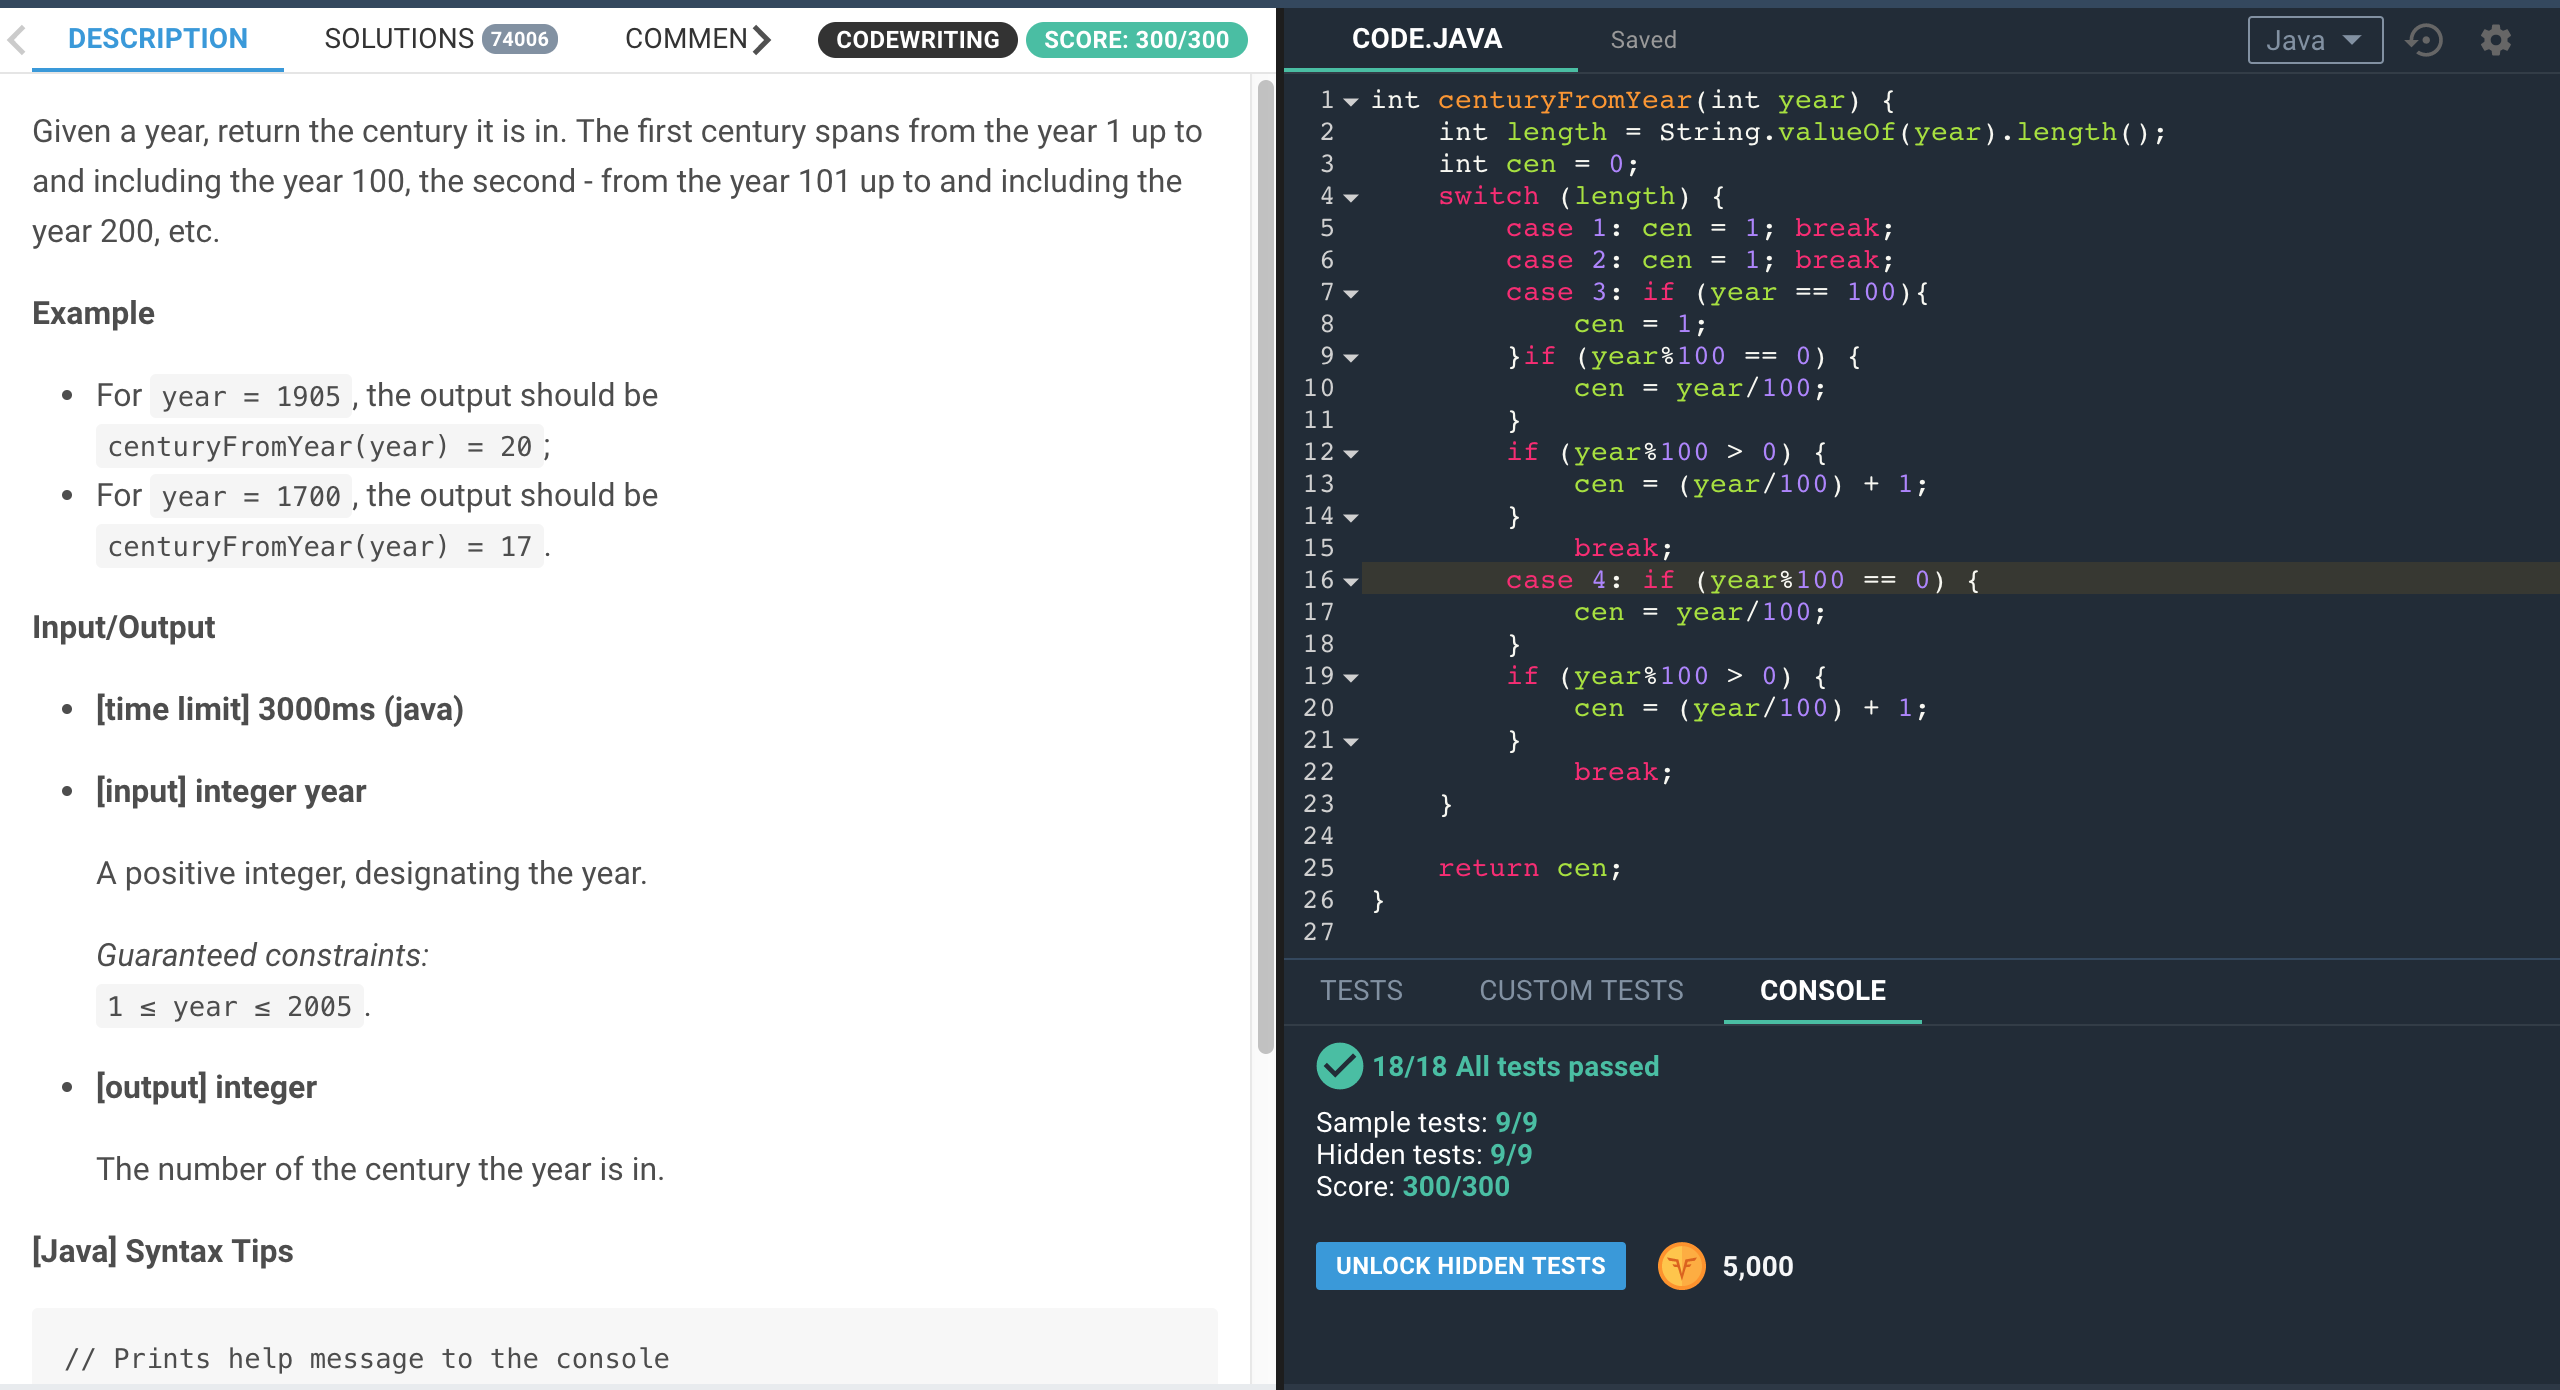 DESCRIPTION SOLUTIONS 74006 COMMEN CODEWRITING SCORE: 300/300
Given a year, return the century it is in. The first century spans from the year 1 up to
and including the year 100, the second - from the year 101 up to and including the
year 200, etc.
Example
• For year = 1905, the output should be
centuryFromYear(year) = 20;
• For year = 1700, the output should be
centuryFromYear(year) = 17.
Input/Output
• [time limit] 3000ms (java)
• [input] integer year
A positive integer, designating the year.
Guaranteed constraints:
1 ≤ year ≤ 2005.
• [output] integer
The number of the century the year is in.
[Java] Syntax Tips
// Prints help message to the console
CODE.JAVA Saved Java
1 int centuryFromYear(int year) {
2     int length = String.valueOf(year).length();
3     int cen = 0;
4     switch (length) {
5         case 1: cen = 1; break;
6         case 2: cen = 1; break;
7         case 3: if (year == 100){
8             cen = 1;
9         }if (year%100 == 0) {
10             cen = year/100;
11         }
12         if (year%100 > 0) {
13             cen = (year/100) + 1;
14         }
15             break;
16         case 4: if (year%100 == 0) {
17             cen = year/100;
18         }
19         if (year%100 > 0) {
20             cen = (year/100) + 1;
21         }
22             break;
23     }
24
25     return cen;
26 }
27
TESTS CUSTOM TESTS CONSOLE
18/18 All tests passed
Sample tests: 9/9
Hidden tests: 9/9
Score: 300/300
UNLOCK HIDDEN TESTS 5,000